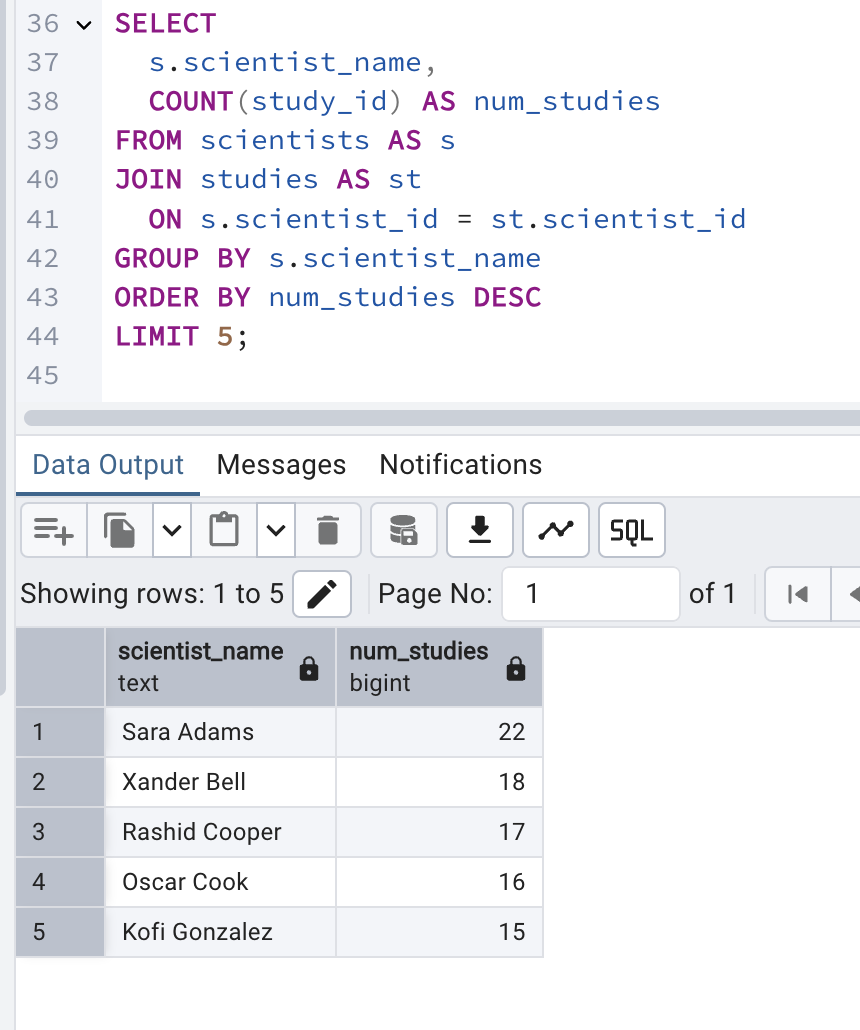 36 SELECT
37 s.scientist_name,
38 COUNT(study_id) AS num_studies
39 FROM scientists AS s
40 JOIN studies AS st
41 ON s.scientist_id = st.scientist_id
42 GROUP BY s.scientist_name
43 ORDER BY num_studies DESC
44 LIMIT 5;
45
Data Output Messages Notifications
SQL
Showing rows: 1 to 5 Page No: 1 of 1
scientist_name num_studies
text bigint
1 Sara Adams 22
2 Xander Bell 18
3 Rashid Cooper 17
4 Oscar Cook 16
5 Kofi Gonzalez 15